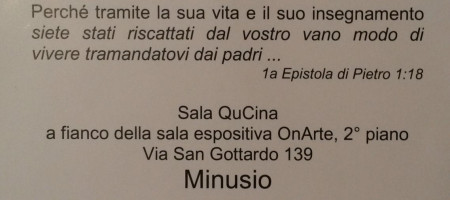 Perché tramite la sua vita e il suo insegnamento
siete stati riscattati dal vostro vano modo di
vivere tramandatovi dai padri ...
1a Epistola di Pietro 1:18
Sala QuCina
a fianco della sala espositiva OnArte, 2° piano
Via San Gottardo 139
Minusio